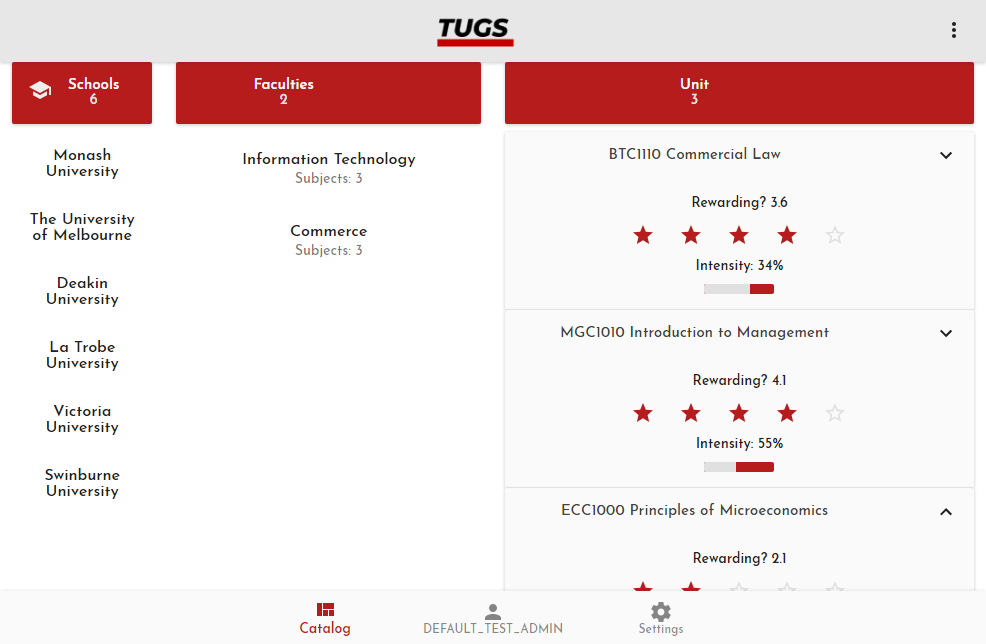 TUGS
Schools
6
Faculties
2
Unit
3
Monash
University
The University
of Melbourne
Deakin
University
La Trobe
University
Victoria
University
Swinburne
University
Information Technology
Subjects: 3
Commerce
Subjects: 3
BTC1110 Commercial Law
Rewarding? 3.6
Intensity: 34%
MGC1010 Introduction to Management
Rewarding? 4.1
Intensity: 55%
ECC1000 Principles of Microeconomics
Rewarding? 2.1
Catalog
DEFAULT_TEST_ADMIN
Settings